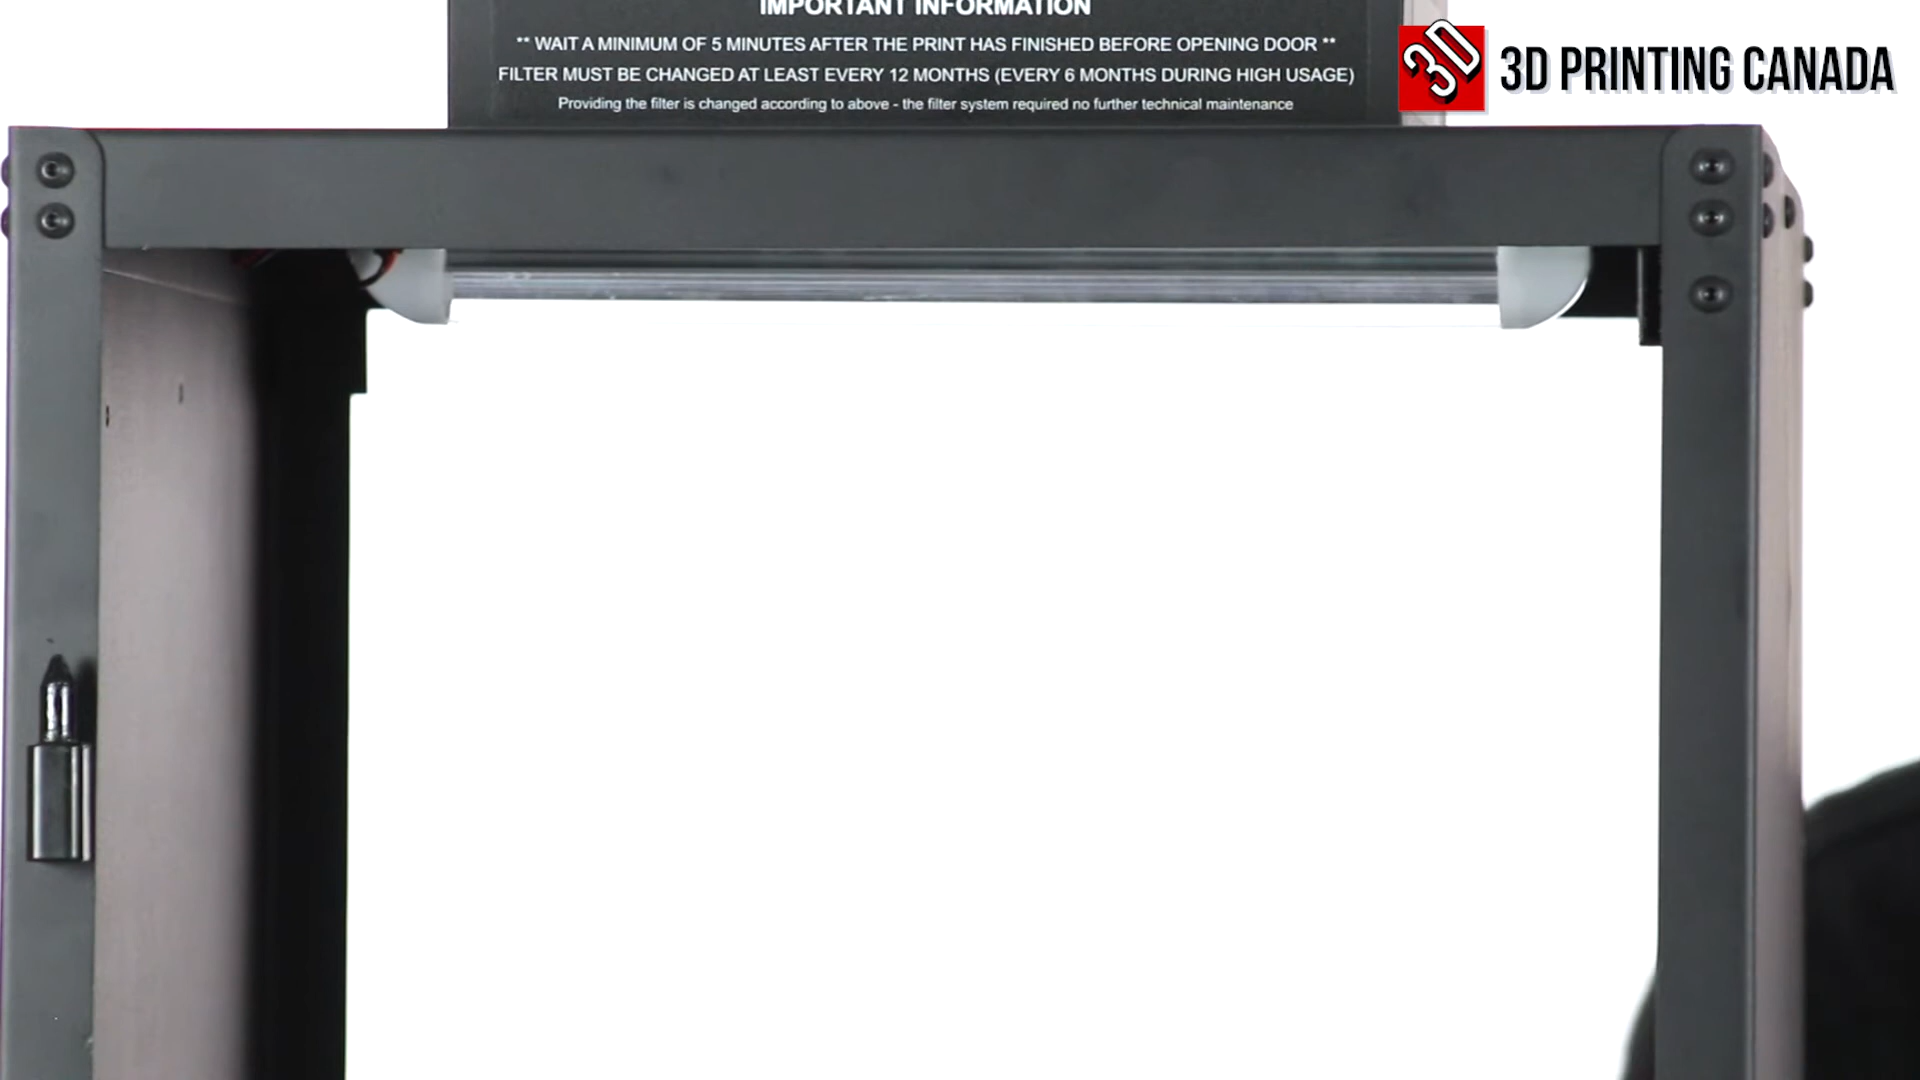 IMPORTANT INFORMATION
** WAIT A MINIMUM OF 5 MINUTES AFTER THE PRINT HAS FINISHED BEFORE OPENING DOOR **
FILTER MUST BE CHANGED AT LEAST EVERY 12 MONTHS (EVERY 6 MONTHS DURING HIGH USAGE)
Providing the filter is changed according to above - the filter system required no further technical maintenance
3D
3D PRINTING CANADA